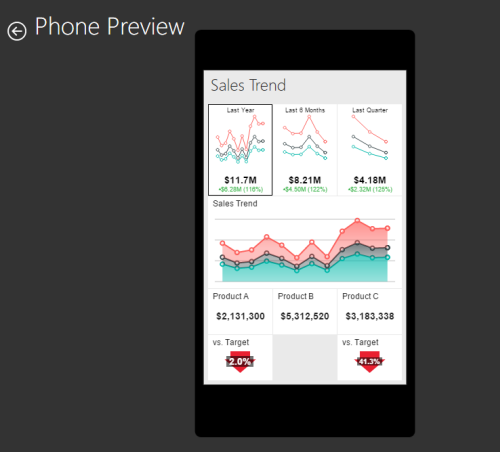 Phone Preview
Sales Trend
Last Year Last 6 Months Last Quarter
$11.7M $8.21M $4.18M
+$6.28M (116%) +$4.50M (122%) +$2.32M (125%)
Sales Trend
Product A Product B Product C
$2,131,300 $5,312,520 $3,183,338
vs. Target vs. Target
2.0% 41.3%